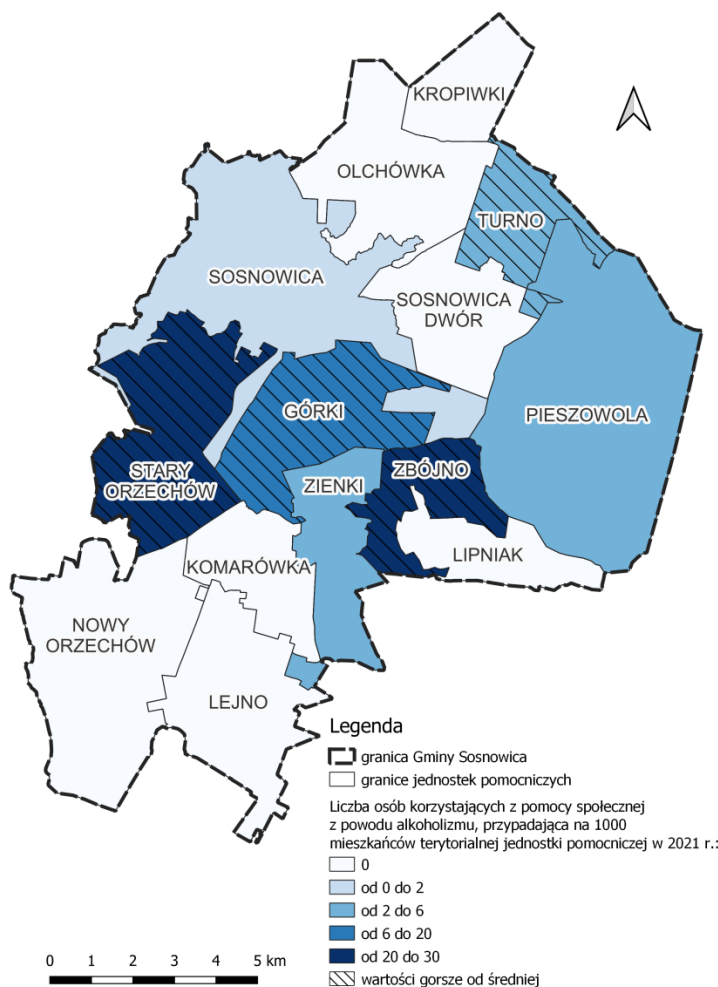 KROPIWKI
OLCHÓWKA
TURNO
SOSNOWICA
SOSNOWICA
DWÓR
PIESZOWOLA
GÓRKI
STARY
ORZECHÓW
ZIENKI
ZBÓJNO
LIPNIAK
KOMARÓWKA
NOWY
ORZECHÓW
LEJNO
Legenda
granica Gminy Sosnowica
granice jednostek pomocniczych
Liczba osób korzystających z pomocy społecznej
z powodu alkoholizmu, przypadająca na 1000
mieszkańców terytorialnej jednostki pomocniczej w 2021 r.:
0
od 0 do 2
od 2 do 6
od 6 do 20
od 20 do 30
wartości gorsze od średniej
0 1 2 3 4 5 km